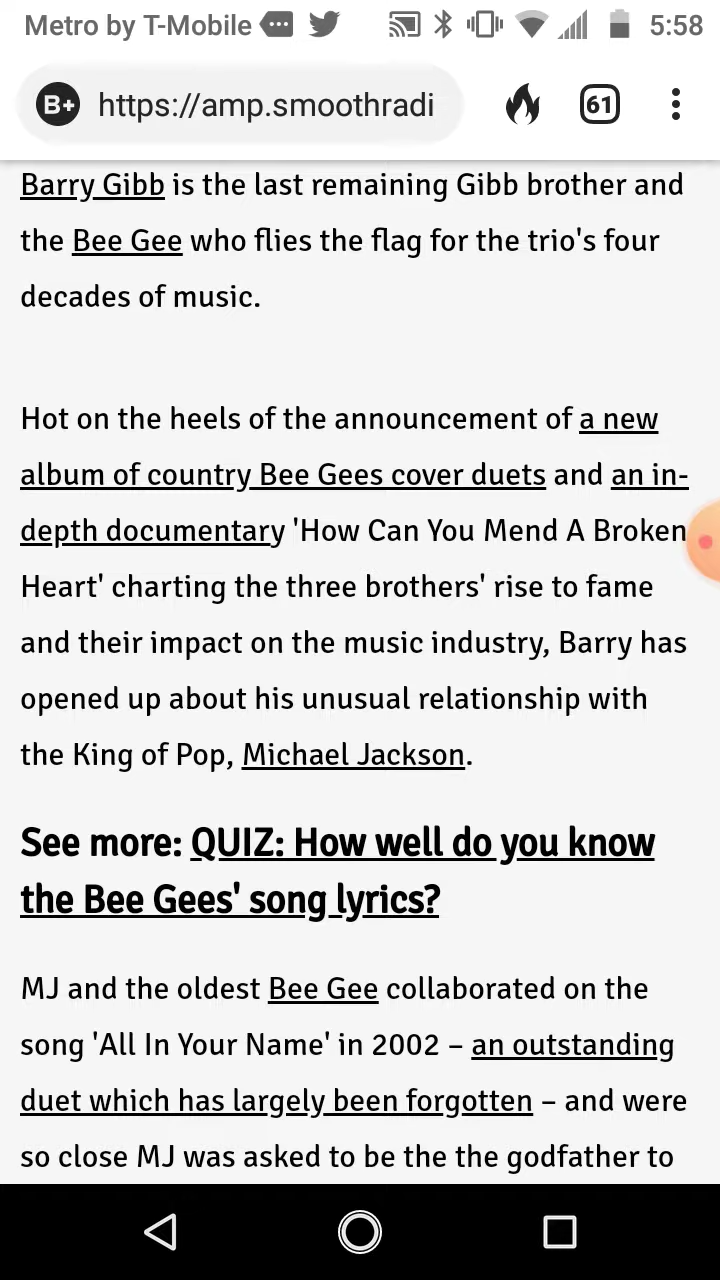 Metro by T-Mobile 5:58
B+ https://amp.smoothradi 61
Barry Gibb is the last remaining Gibb brother and
the Bee Gee who flies the flag for the trio's four
decades of music.
Hot on the heels of the announcement of a new
album of country Bee Gees cover duets and an in-
depth documentary 'How Can You Mend A Broken
Heart' charting the three brothers' rise to fame
and their impact on the music industry, Barry has
opened up about his unusual relationship with
the King of Pop, Michael Jackson.
See more: QUIZ: How well do you know
the Bee Gees' song lyrics?
MJ and the oldest Bee Gee collaborated on the
song 'All In Your Name' in 2002 – an outstanding
duet which has largely been forgotten – and were
so close MJ was asked to be the the godfather to